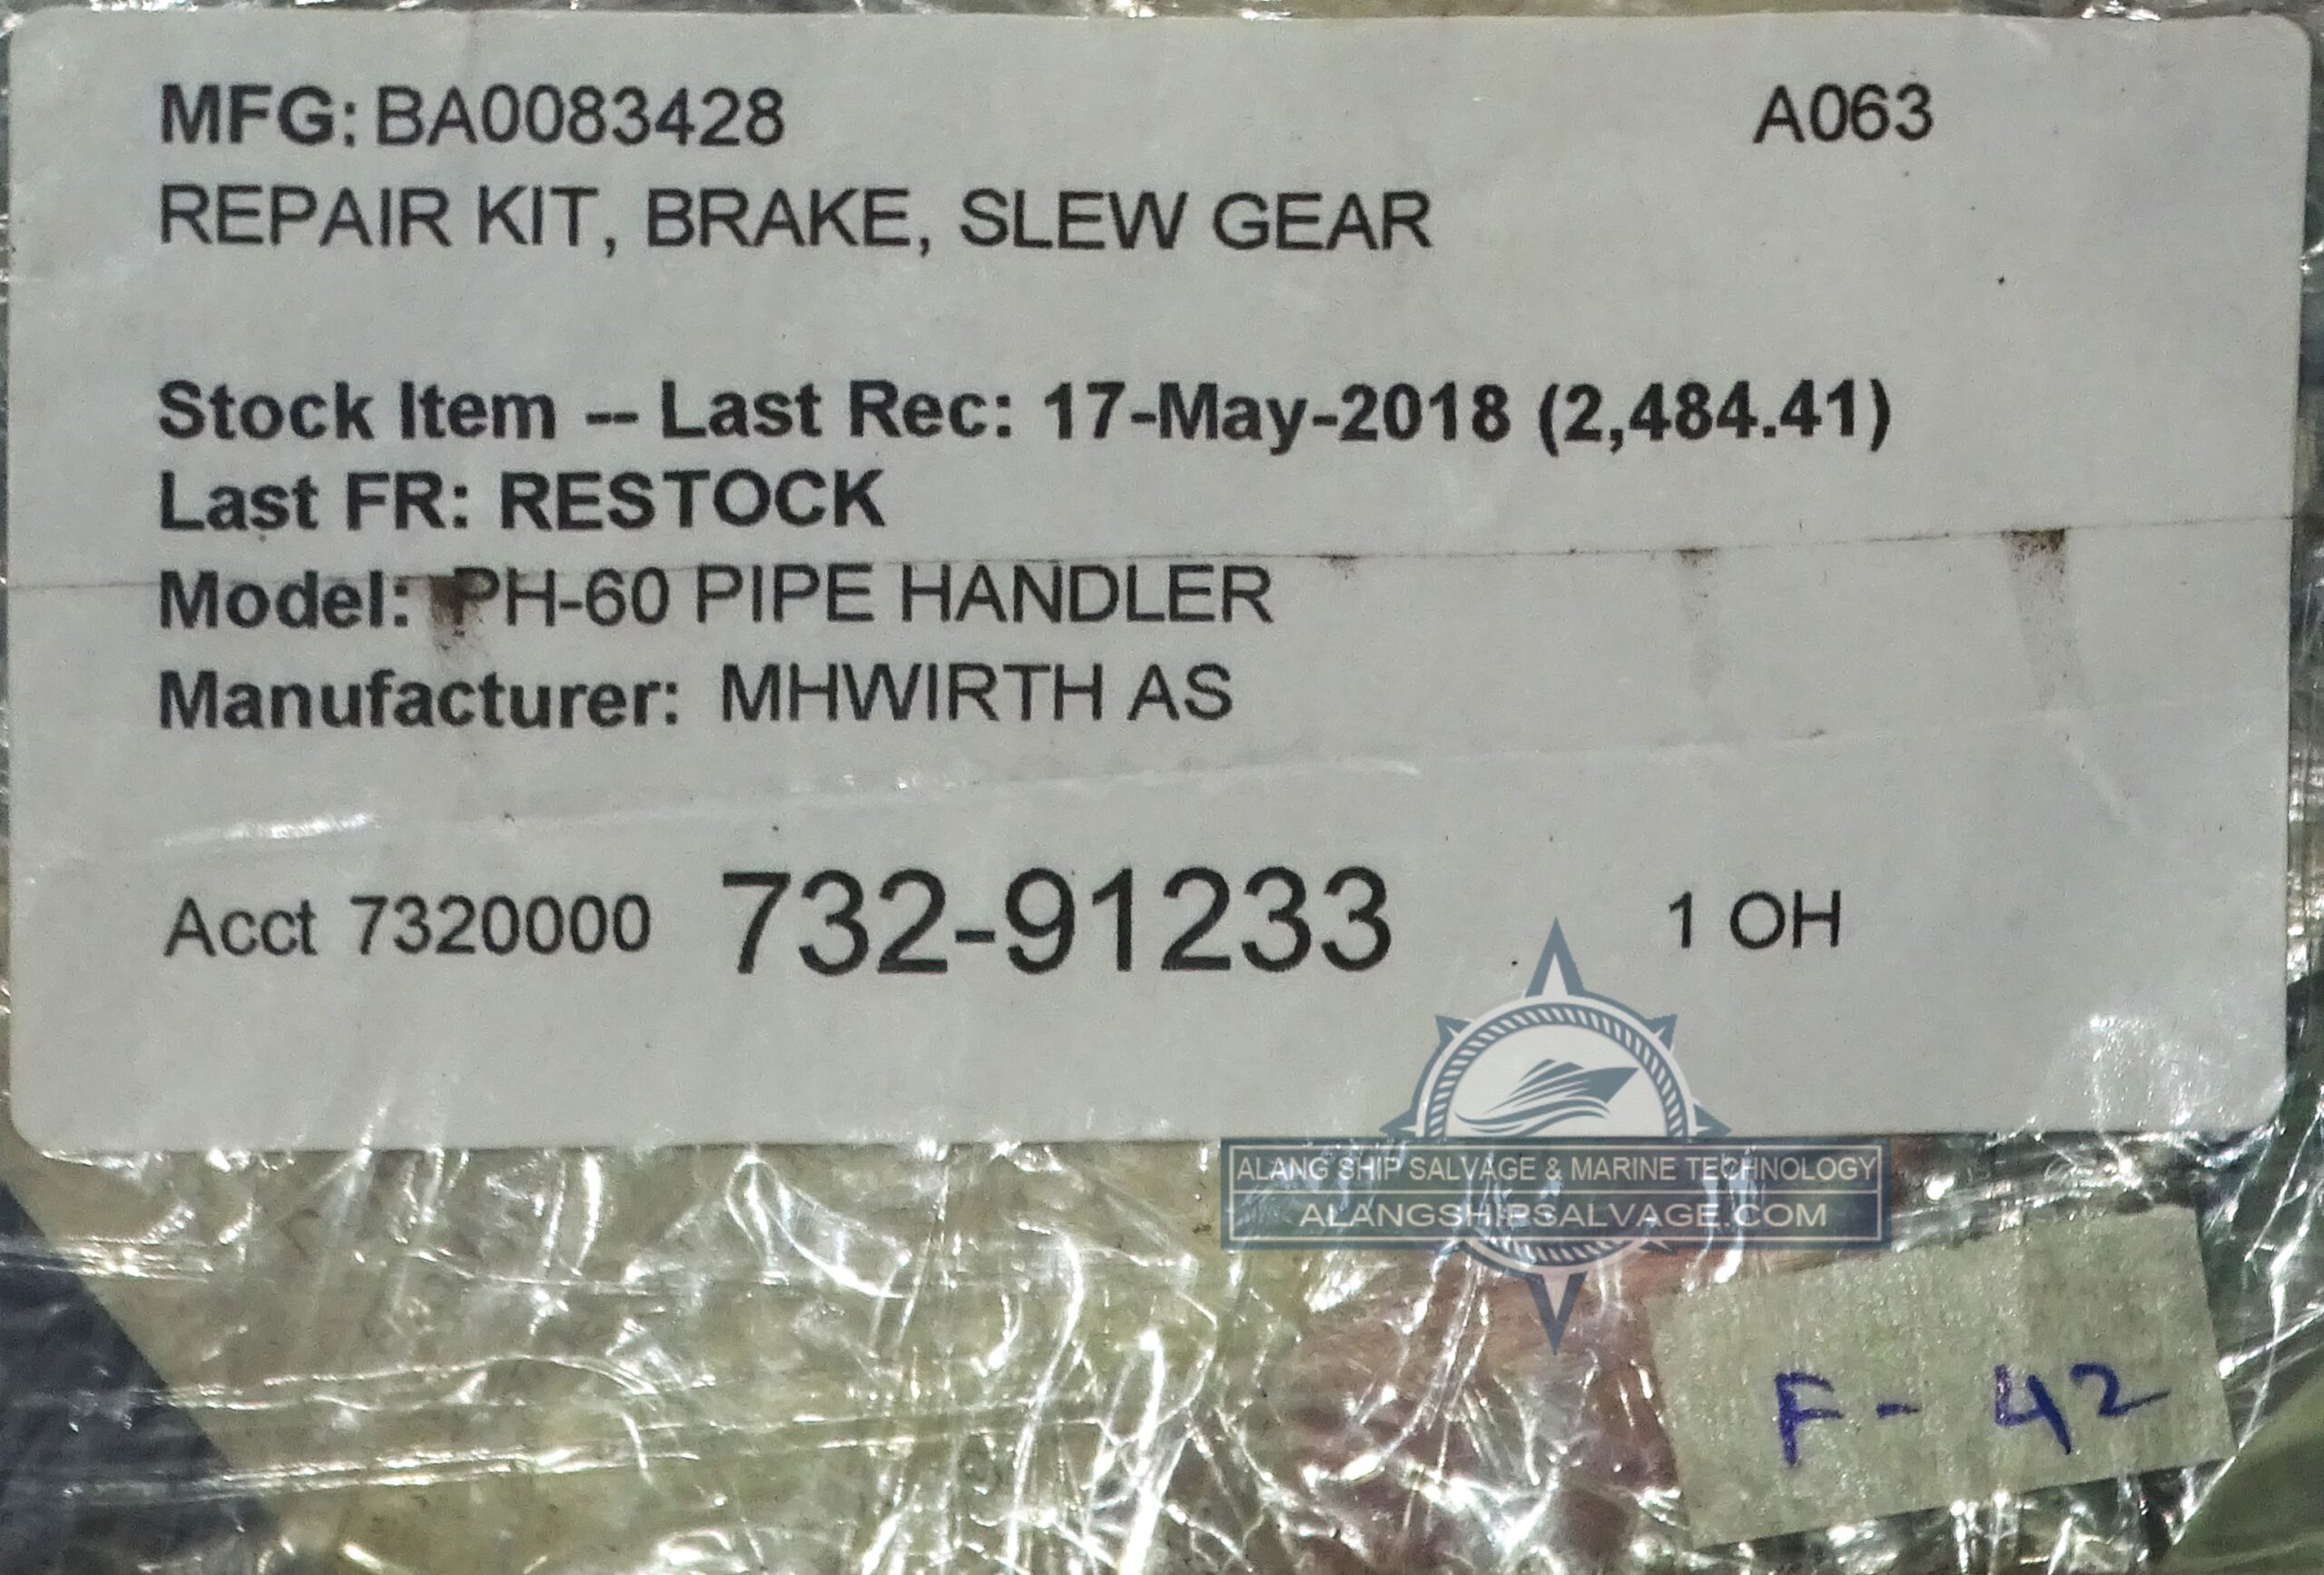 MFG: BA0083428 A063
REPAIR KIT, BRAKE, SLEW GEAR
Stock Item -- Last Rec: 17-May-2018 (2,484.41)
Last FR: RESTOCK
Model: PH-60 PIPE HANDLER
Manufacturer: MHWIRTH AS
Acct 7320000 732-91233 1 OH
ALANG SHIP SALVAGE & MARINE TECHNOLOGY
ALANGSHIPSALVAGE.COM
F- 42